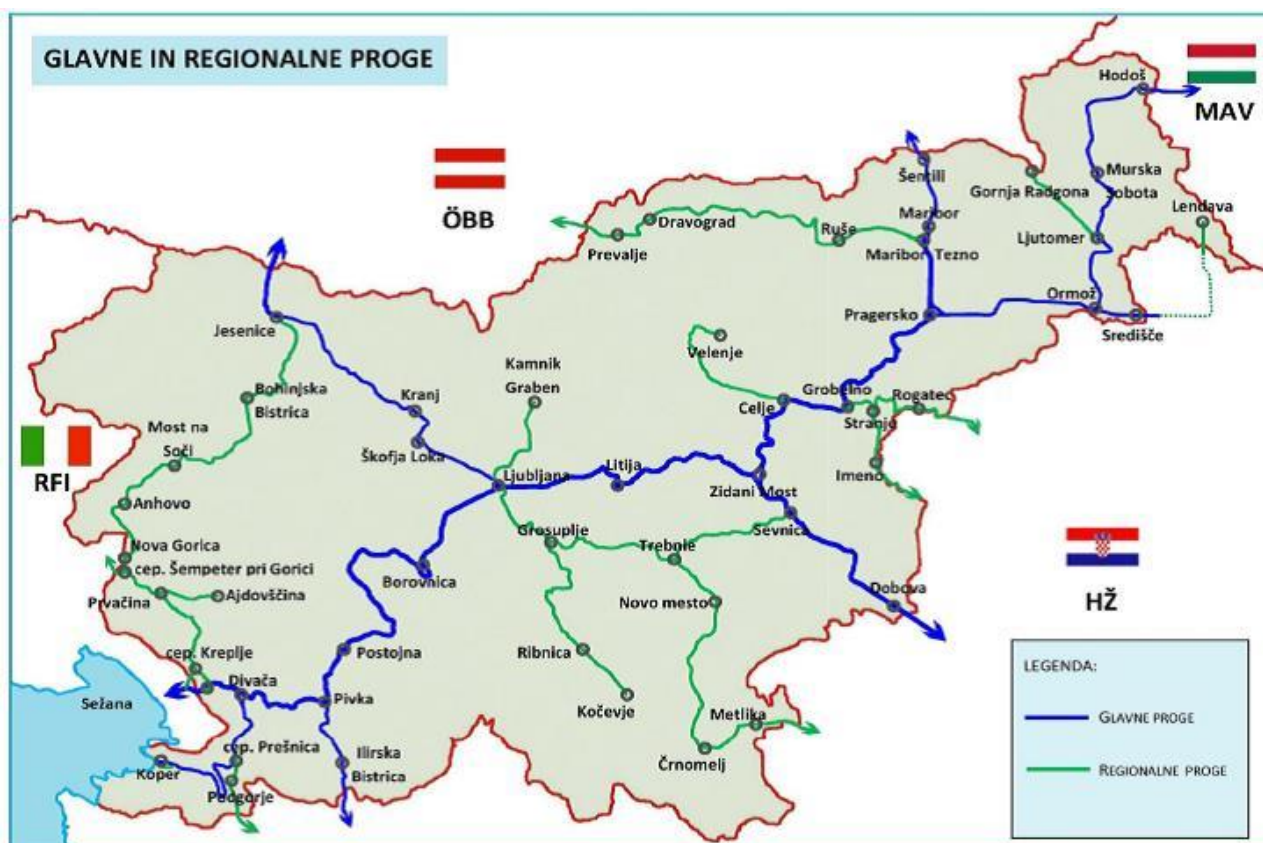 GLAVNE IN REGIONALNE PROGE
MAV
ÖBB
RFI
HŽ
Hodoš
Murska
Sobota
Šentilj
Gornja Radgona
Lendava
Maribor
Maribor Tezno
Ruše
Dravograd
Prevalje
Ljutomer
Ormož
Središče
Pragersko
Jesenice
Bohinjska
Bistrica
Kamnik
Graben
Velenje
Kranj
Škofja Loka
Celje
Grobelno
Rogatec
Stranje
Imeno
Most na
Soči
Anhovo
Ljubljana
Litija
Zidani Most
Sevnica
Grosuplje
Trebnje
Nova Gorica
cep. Šempeter pri Gorici
Prvačina
Ajdovščina
Borovnica
Novo mesto
Dobova
cep. Kreplje
Divača
Sežana
Postojna
Pivka
Ribnica
Kočevje
Metlika
Črnomelj
cep. Prešnica
Koper
Podgorje
Ilirska
Bistrica
LEGENDA:
GLAVNE PROGE
REGIONALNE PROGE